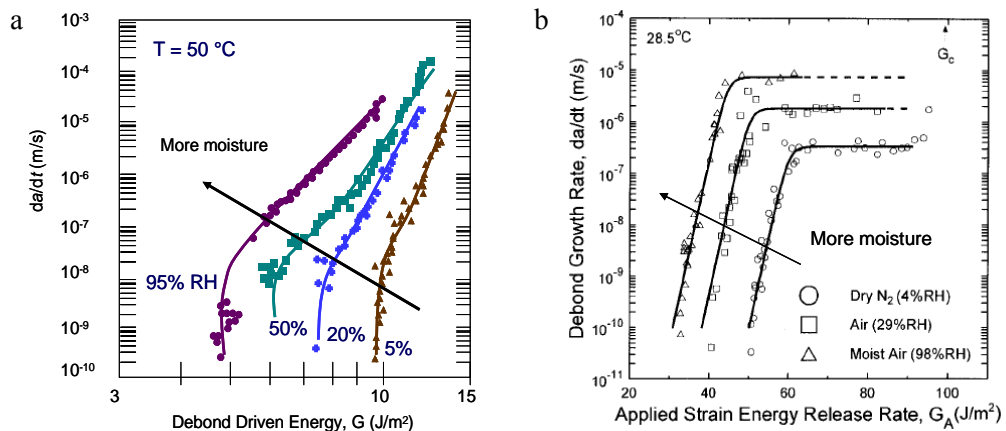 a
10⁻³
10⁻⁴
10⁻⁵
10⁻⁶
10⁻⁷
10⁻⁸
10⁻⁹
10⁻¹⁰
da/dt (m/s)
T = 50 °C
More moisture
95% RH
50%
20%
5%
3
10
15
Debond Driven Energy, G (J/m²)
b
10⁻⁴
10⁻⁵
10⁻⁶
10⁻⁷
10⁻⁸
10⁻⁹
10⁻¹⁰
10⁻¹¹
Debond Growth Rate, da/dt (m/s)
28.5°C
G_c
More moisture
Dry N₂ (4%RH)
Air (29%RH)
Moist Air (98%RH)
20
40
60
80
100
Applied Strain Energy Release Rate, G_A(J/m²)